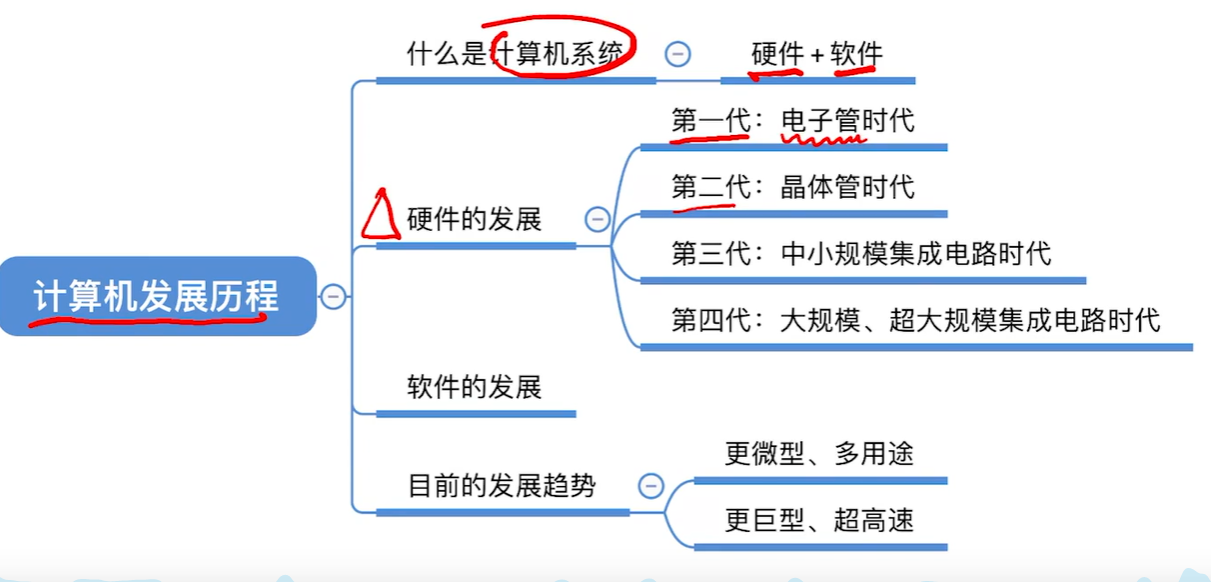 什么是计算机系统
硬件+软件
第一代：电子管时代
第二代：晶体管时代
硬件的发展
第三代：中小规模集成电路时代
计算机发展历程
第四代：大规模、超大规模集成电路时代
软件的发展
更微型、多用途
目前的发展趋势
更巨型、超高速